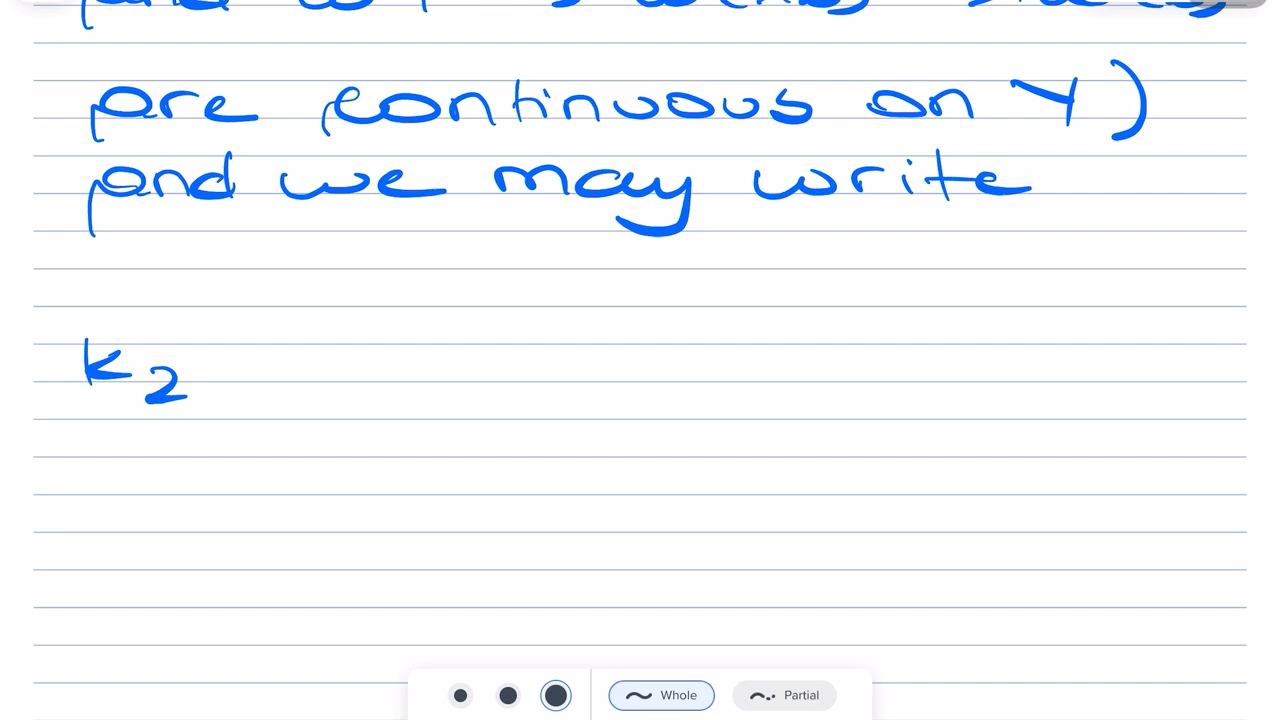 are continuous on Y)
and we may write
k2
Whole
Partial